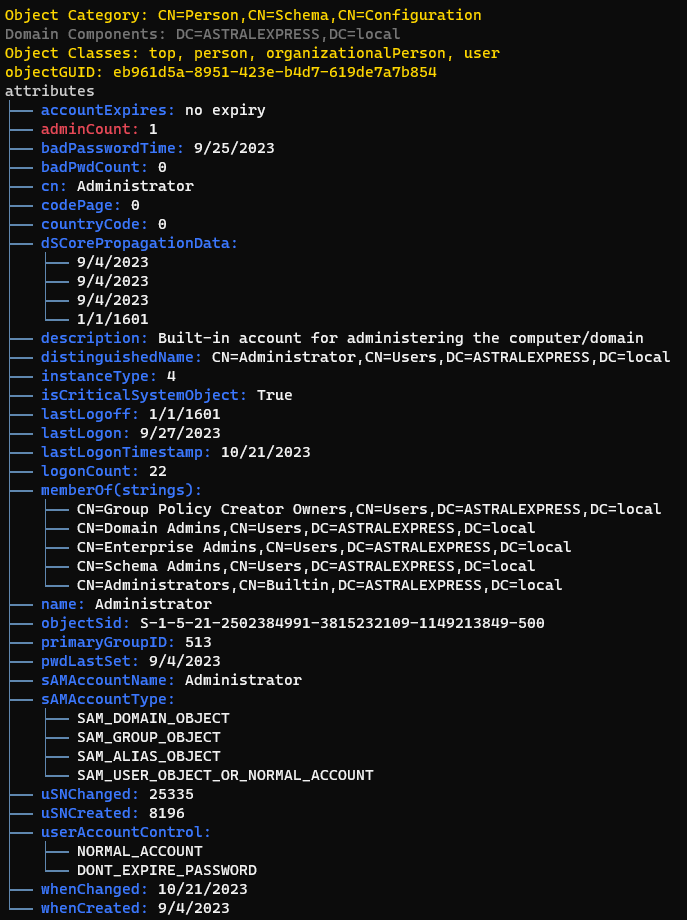 Object Category: CN=Person,CN=Schema,CN=Configuration
Domain Components: DC=ASTRALEXPRESS,DC=local
Object Classes: top, person, organizationalPerson, user
objectGUID: eb961d5a-8951-423e-b4d7-619de7a7b854
attributes
accountExpires: no expiry
adminCount: 1
badPasswordTime: 9/25/2023
badPwdCount: 0
cn: Administrator
codePage: 0
countryCode: 0
dSCorePropagationData:
9/4/2023
9/4/2023
9/4/2023
1/1/1601
description: Built-in account for administering the computer/domain
distinguishedName: CN=Administrator,CN=Users,DC=ASTRALEXPRESS,DC=local
instanceType: 4
isCriticalSystemObject: True
lastLogoff: 1/1/1601
lastLogon: 9/27/2023
lastLogonTimestamp: 10/21/2023
logonCount: 22
memberOf(strings):
CN=Group Policy Creator Owners,CN=Users,DC=ASTRALEXPRESS,DC=local
CN=Domain Admins,CN=Users,DC=ASTRALEXPRESS,DC=local
CN=Enterprise Admins,CN=Users,DC=ASTRALEXPRESS,DC=local
CN=Schema Admins,CN=Users,DC=ASTRALEXPRESS,DC=local
CN=Administrators,CN=Builtin,DC=ASTRALEXPRESS,DC=local
name: Administrator
objectSid: S-1-5-21-2502384991-3815232109-1149213849-500
primaryGroupID: 513
pwdLastSet: 9/4/2023
sAMAccountName: Administrator
sAMAccountType:
SAM_DOMAIN_OBJECT
SAM_GROUP_OBJECT
SAM_ALIAS_OBJECT
SAM_USER_OBJECT_OR_NORMAL_ACCOUNT
uSNChanged: 25335
uSNCreated: 8196
userAccountControl:
NORMAL_ACCOUNT
DONT_EXPIRE_PASSWORD
whenChanged: 10/21/2023
whenCreated: 9/4/2023